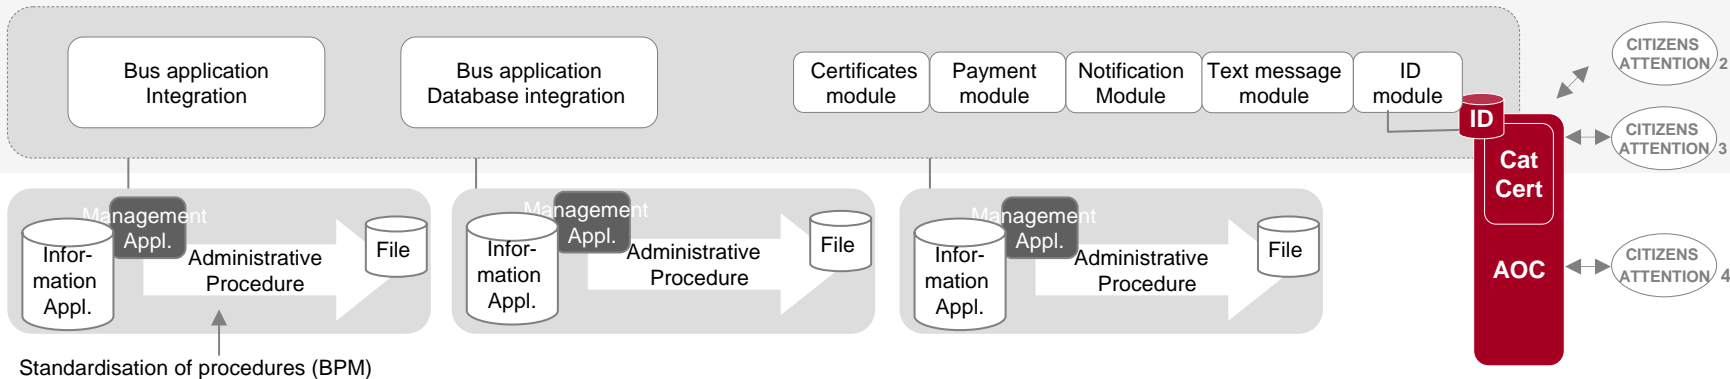 Bus application
Integration
Bus application
Database integration
Certificates
module
Payment
module
Notification
Module
Text message
module
ID
module
ID
Cat
Cert
AOC
CITIZENS
ATTENTION 2
CITIZENS
ATTENTION 3
CITIZENS
ATTENTION 4
Management
Appl.
Infor-
mation
Appl.
Administrative
Procedure
File
Management
Appl.
Infor-
mation
Appl.
Administrative
Procedure
File
Management
Appl.
Infor-
mation
Appl.
Administrative
Procedure
File
Standardisation of procedures (BPM)